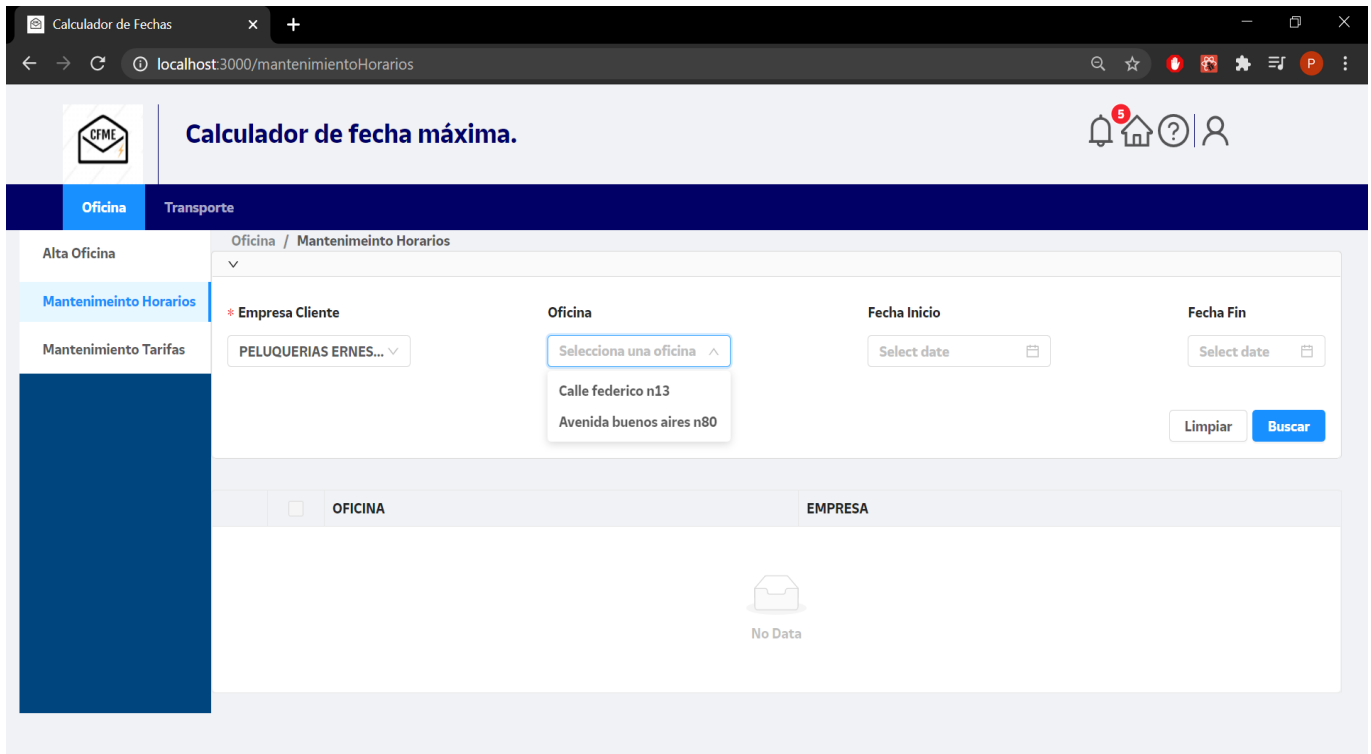 Calculador de Fechas
localhost:3000/mantenimientoHorarios
P
CFME
Calculador de fecha máxima.
5
Oficina Transporte
Alta Oficina
Mantenimeinto Horarios
Mantenimiento Tarifas
Oficina / Mantenimeinto Horarios
* Empresa Cliente Oficina Fecha Inicio Fecha Fin
PELUQUERIAS ERNES... Selecciona una oficina Select date Select date
Calle federico n13
Avenida buenos aires n80
Limpiar Buscar
OFICINA EMPRESA
No Data